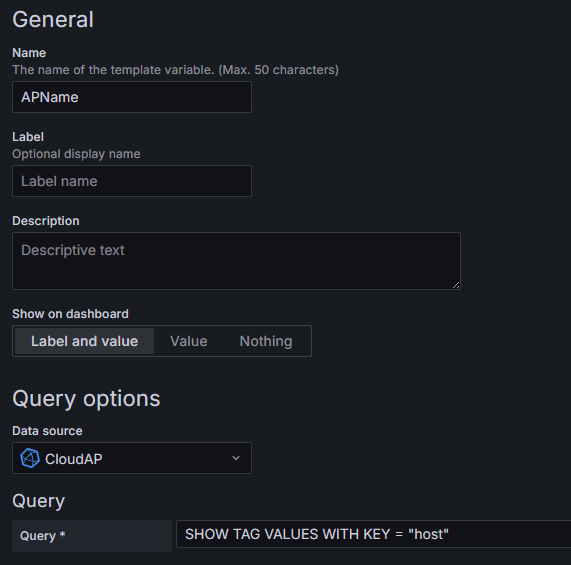 General
Name
The name of the template variable. (Max. 50 characters)
APName
Label
Optional display name
Label name
Description
Descriptive text
Show on dashboard
Label and value Value Nothing
Query options
Data source
CloudAP
Query
Query * SHOW TAG VALUES WITH KEY = "host"